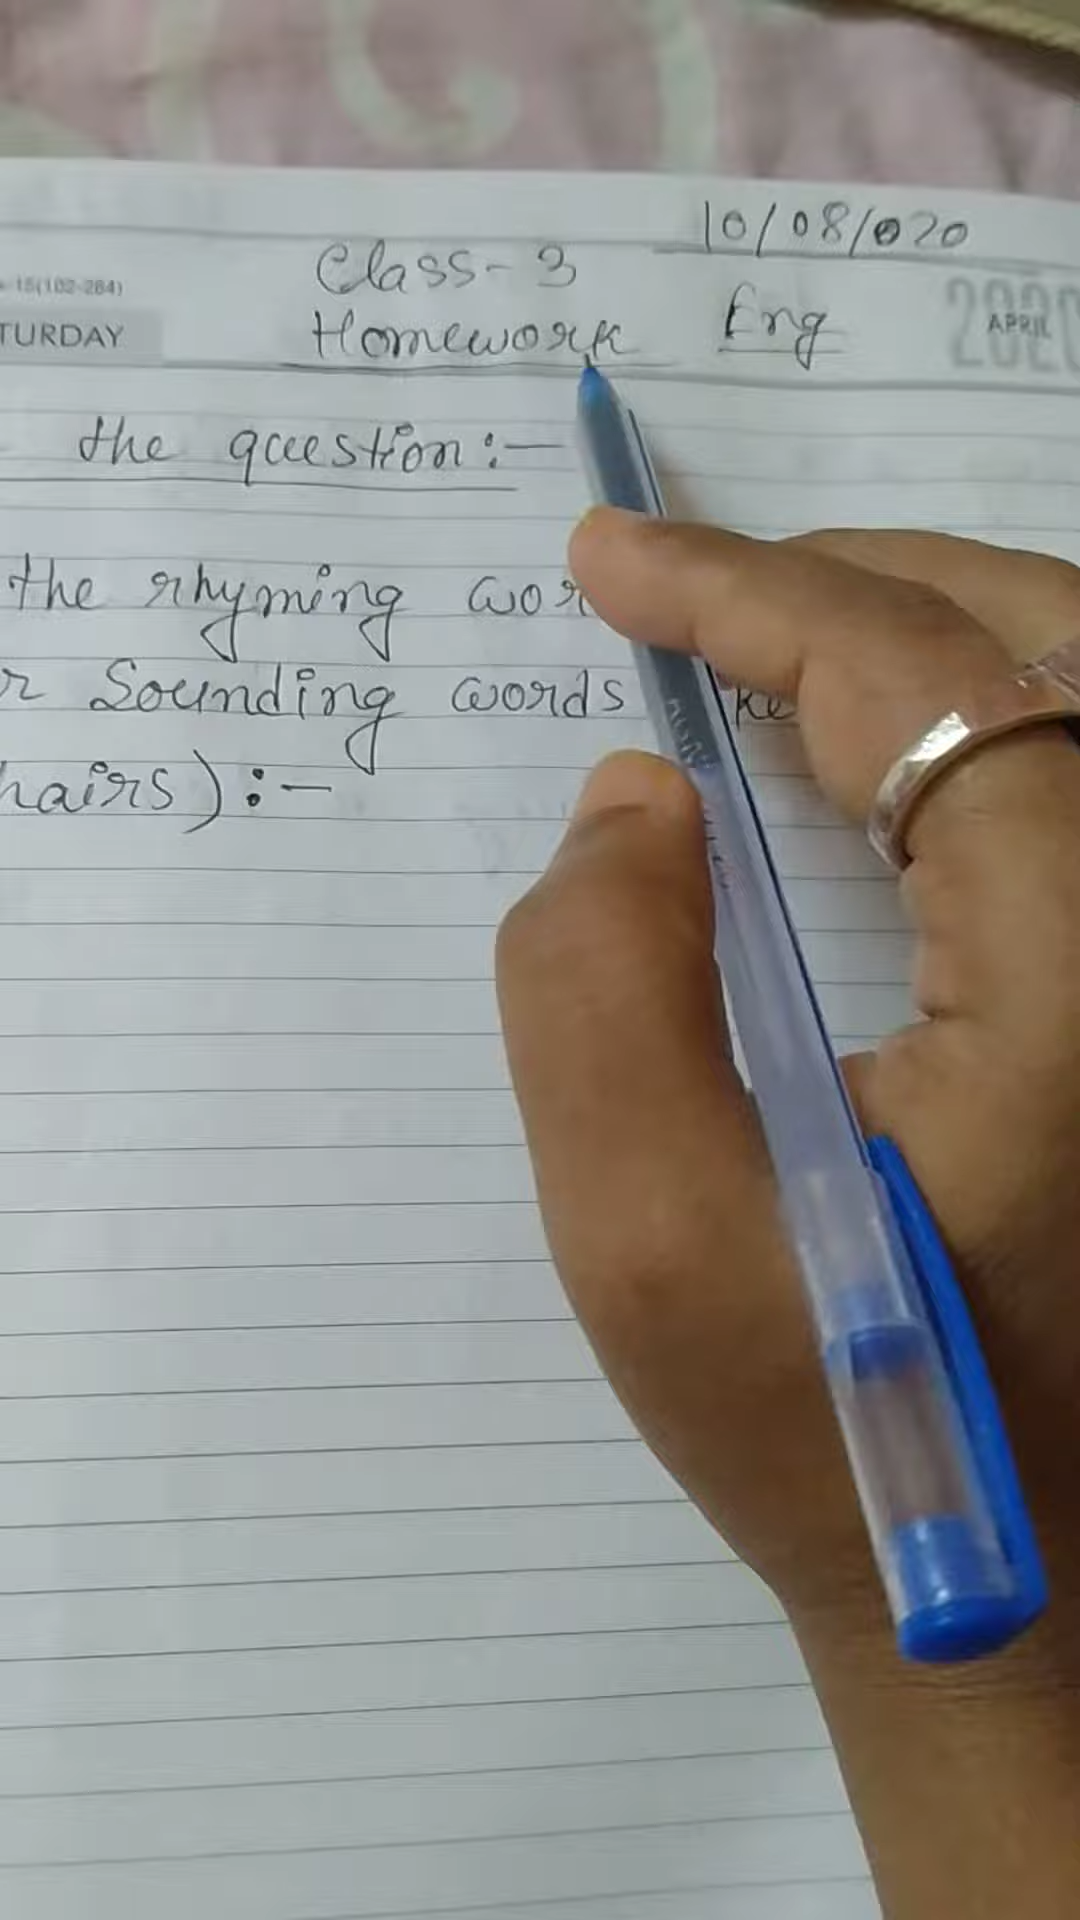 10/08/020
Class - 3
15(102-264)
TURDAY
Homework Eng
APRIL
2020
the question :-
the rhyming
Sounding words
hairs) :-